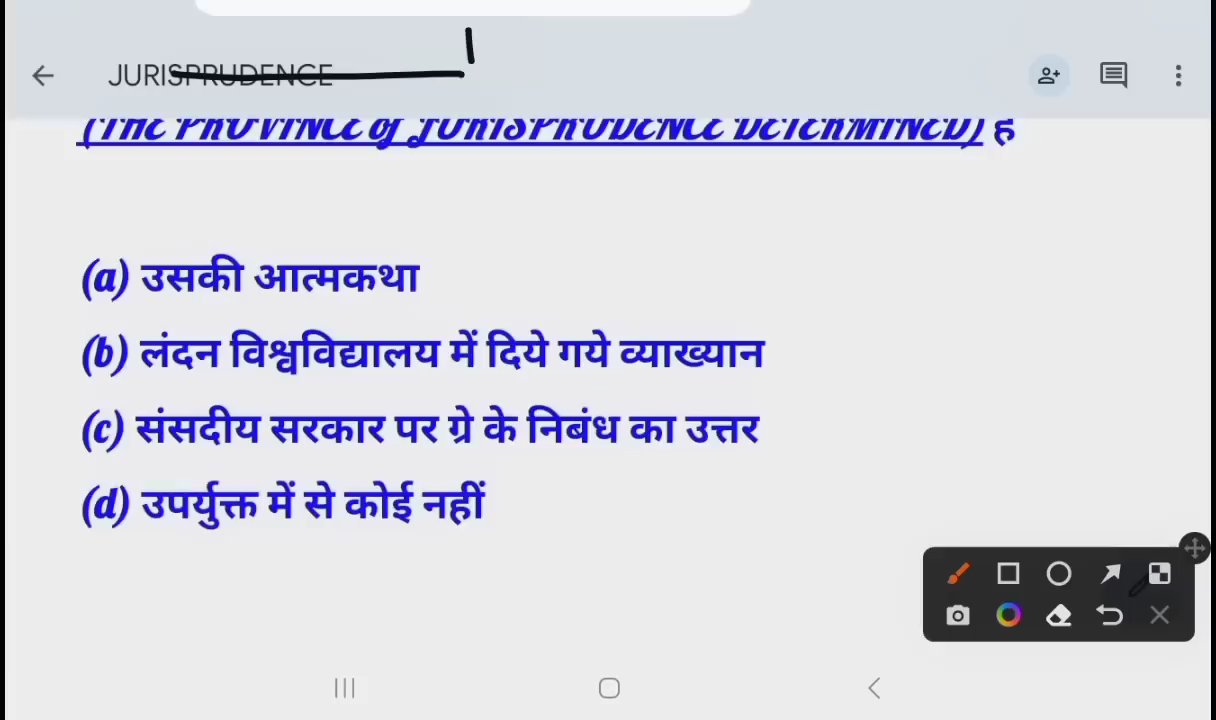 JURISPRUDENCE
(THE PROVINCE of JURISPRUDENCE DETERMINED) है
(a) उसकी आत्मकथा
(b) लंदन विश्वविद्यालय में दिये गये व्याख्यान
(c) संसदीय सरकार पर ग्रे के निबंध का उत्तर
(d) उपर्युक्त में से कोई नहीं